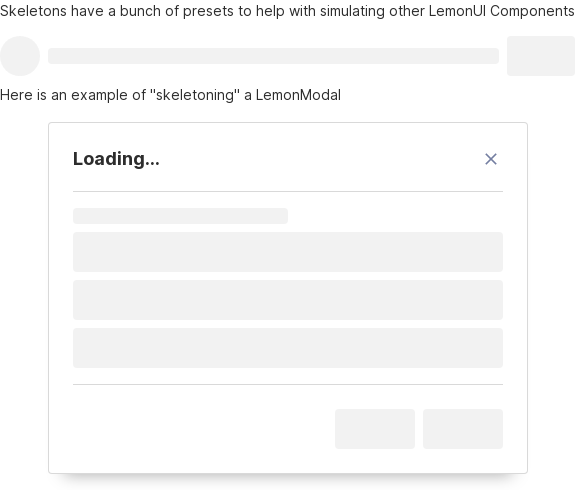 Skeletons have a bunch of presets to help with simulating other LemonUI Components
Here is an example of "skeletoning" a LemonModal
Loading...